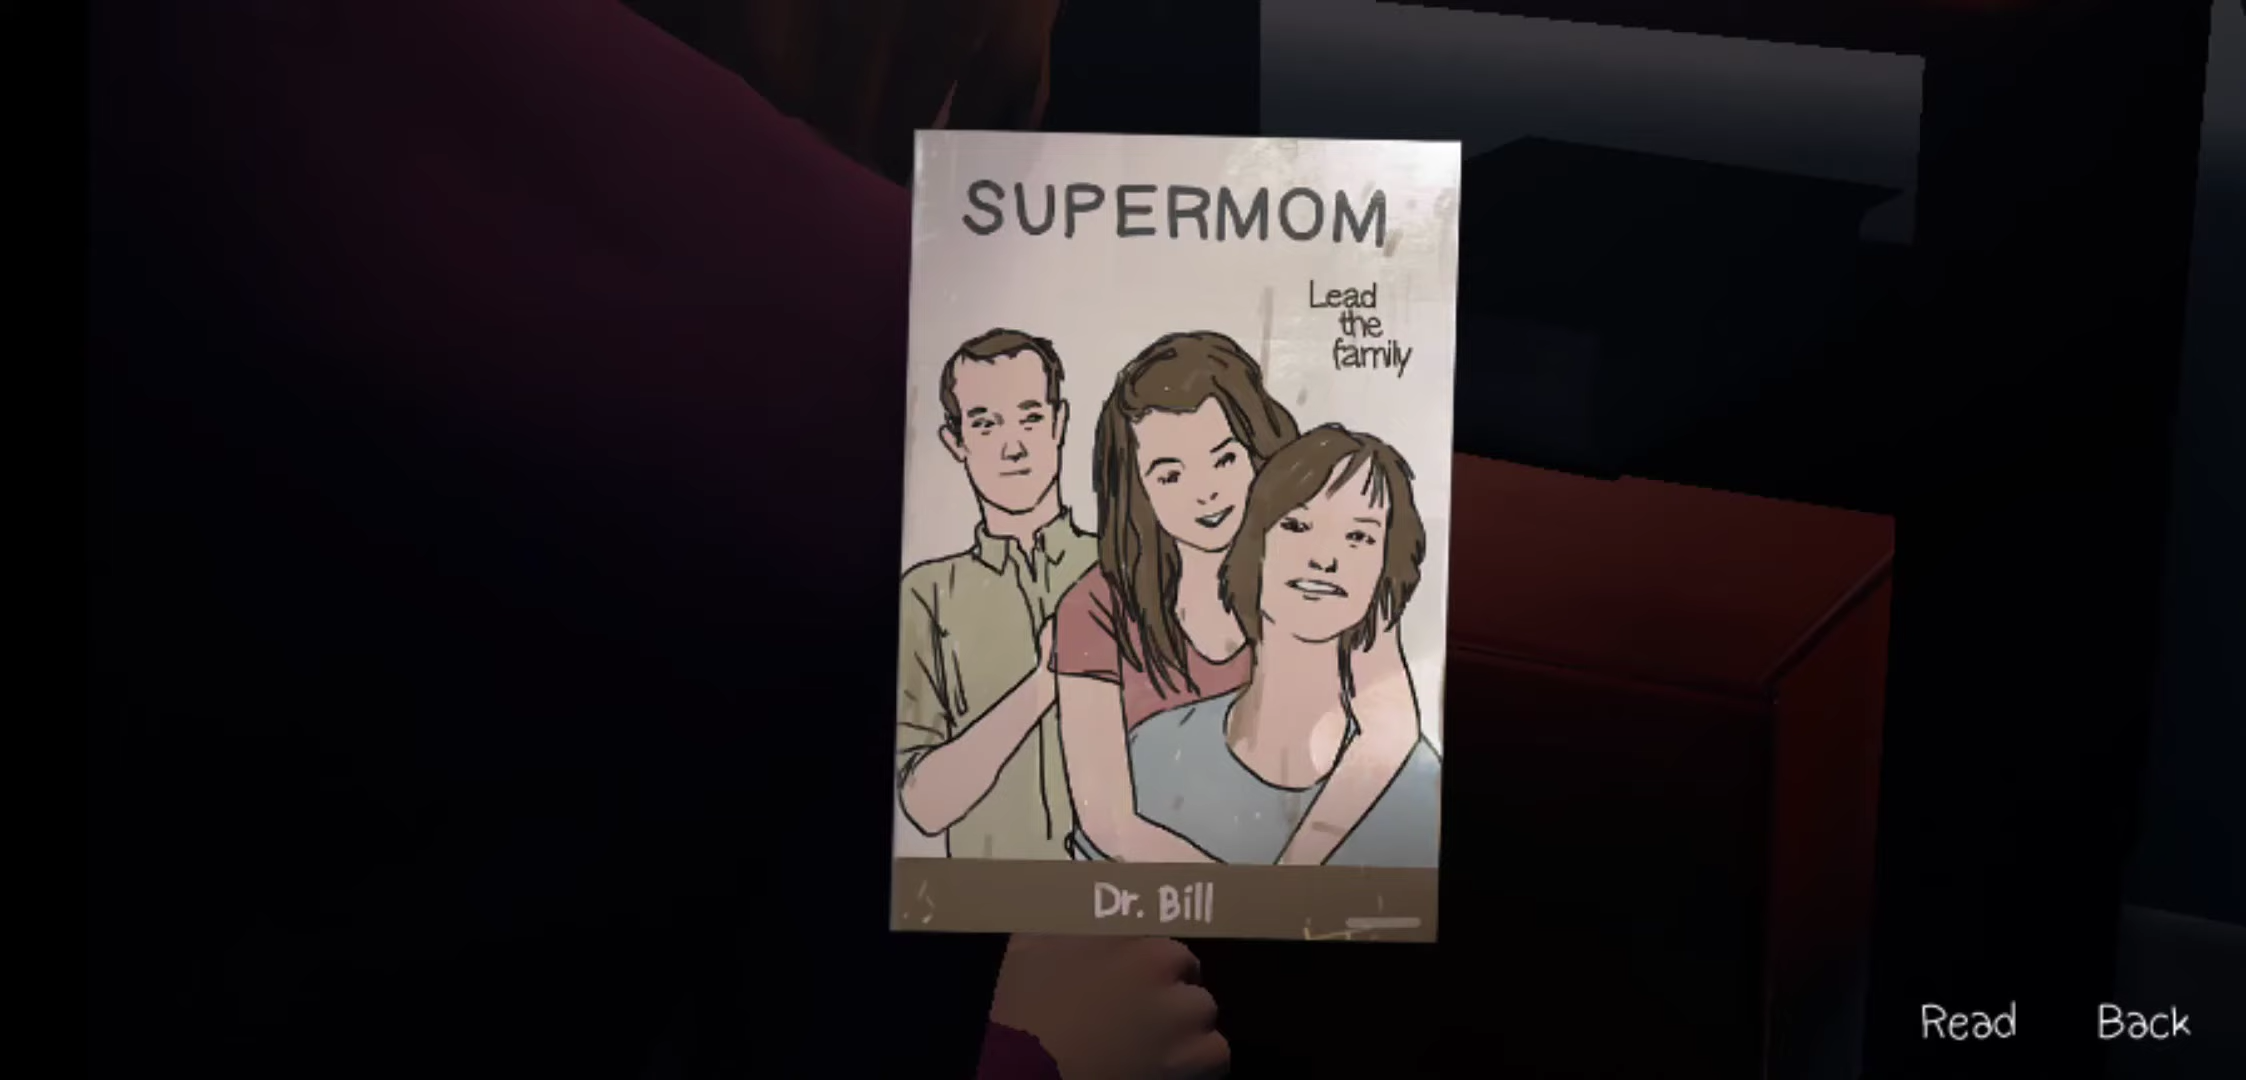 SUPERMOM
Lead
the
family
Dr. Bill
Read
Back